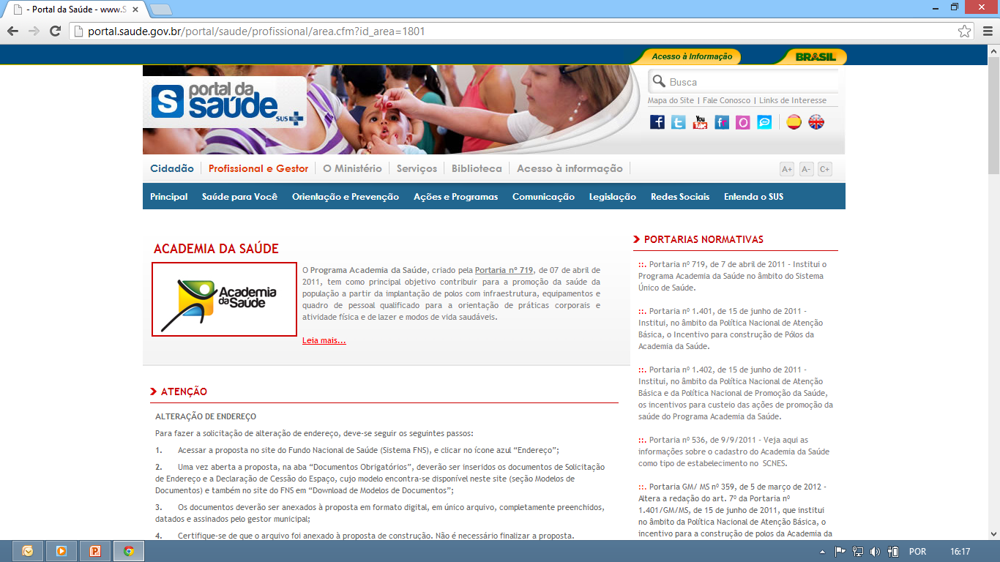 - Portal da Saúde - www.S
portal.saude.gov.br/portal/saude/profissional/area.cfm?id_area=1801
Acesso à Informação
BRASIL
portal da
saúde
SUS
Busca
Mapa do Site | Fale Conosco | Links de Interesse
You
Tube
Cidadão
Profissional e Gestor
O Ministério
Serviços
Biblioteca
Acesso à informação
A+
A-
C+
Principal
Saúde para Você
Orientação e Prevenção
Ações e Programas
Comunicação
Legislação
Redes Sociais
Entenda o SUS
ACADEMIA DA SAÚDE
Academia
da Saúde
O Programa Academia da Saúde, criado pela Portaria nº 719, de 07 de abril de
2011, tem como principal objetivo contribuir para a promoção da saúde da
população a partir da implantação de polos com infraestrutura, equipamentos e
quadro de pessoal qualificado para a orientação de práticas corporais e
atividade física e de lazer e modos de vida saudáveis.
Leia mais...
ATENÇÃO
ALTERAÇÃO DE ENDEREÇO
Para fazer a solicitação de alteração de endereço, deve-se seguir os seguintes passos:
1. Acessar a proposta no site do Fundo Nacional de Saúde (Sistema FNS), e clicar no ícone azul “Endereço”;
2. Uma vez aberta a proposta, na aba “Documentos Obrigatórios”, deverão ser inseridos os documentos de Solicitação
de Endereço e a Declaração de Cessão do Espaço, cujo modelo encontra-se disponível neste site (seção Modelos de
Documentos) e também no site do FNS em “Download de Modelos de Documentos”;
3. Os documentos deverão ser anexados à proposta em formato digital, em único arquivo, completamente preenchidos,
datados e assinados pelo gestor municipal;
4. Certifique-se de que o arquivo foi anexado à proposta de construção. Não é necessário finalizar a proposta.
PORTARIAS NORMATIVAS
::. Portaria nº 719, de 7 de abril de 2011 - Institui o
Programa Academia da Saúde no âmbito do Sistema
Único de Saúde.
::. Portaria nº 1.401, de 15 de junho de 2011 -
Institui, no âmbito da Política Nacional de Atenção
Básica, o Incentivo para construção de Pólos da
Academia da Saúde.
::. Portaria nº 1.402, de 15 de junho de 2011 -
Institui, no âmbito da Política Nacional de Atenção
Básica e da Política Nacional de Promoção da Saúde,
os incentivos para custeio das ações de promoção da
saúde do Programa Academia da Saúde.
::. Portaria nº 536, de 9/9/2011 - Veja aqui as
informações sobre o cadastro do Academia da Saúde
como tipo de estabelecimento no SCNES.
::. Portaria GM/ MS nº 359, de 5 de março de 2012 -
Altera a redação do art. 7º da Portaria nº
1.401/GM/MS, de 15 de junho de 2011, que institui
no âmbito da Política Nacional de Atenção Básica, o
incentivo para a construção de polos da Academia da
POR
16:17